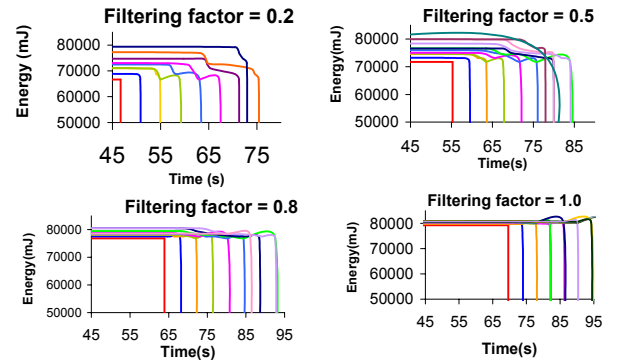 Filtering factor = 0.2
Energy (mJ)
80000
70000
60000
50000
45 55 65 75
Time (s)
Filtering factor = 0.5
Energy (mJ)
80000
70000
60000
50000
45 55 65 75 85
Time(s)
Filtering factor = 0.8
Energy(mJ)
80000
70000
60000
50000
45 55 65 75 85 95
Time(s)
Filtering factor = 1.0
Energy(mJ)
80000
70000
60000
50000
45 55 65 75 85 95
Time(s)